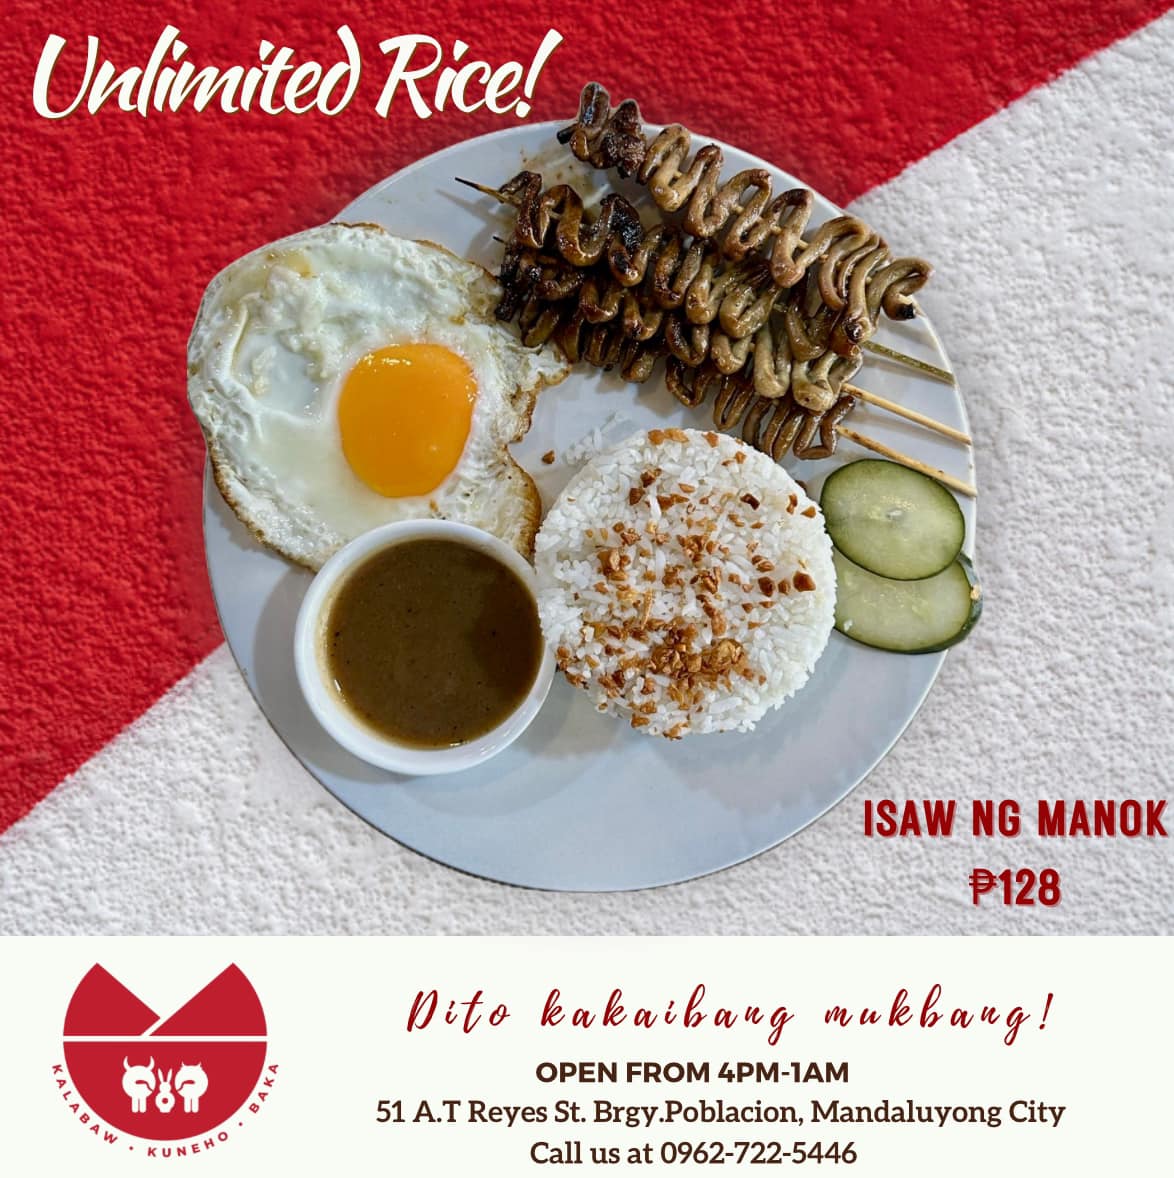 Unlimited Rice!
ISAW NG MANOK
₱128
Dito kakaibang mukbang!
OPEN FROM 4PM-1AM
51 A.T Reyes St. Brgy.Poblacion, Mandaluyong City
Call us at 0962-722-5446
KALABAW • KUNEHO • BAKA